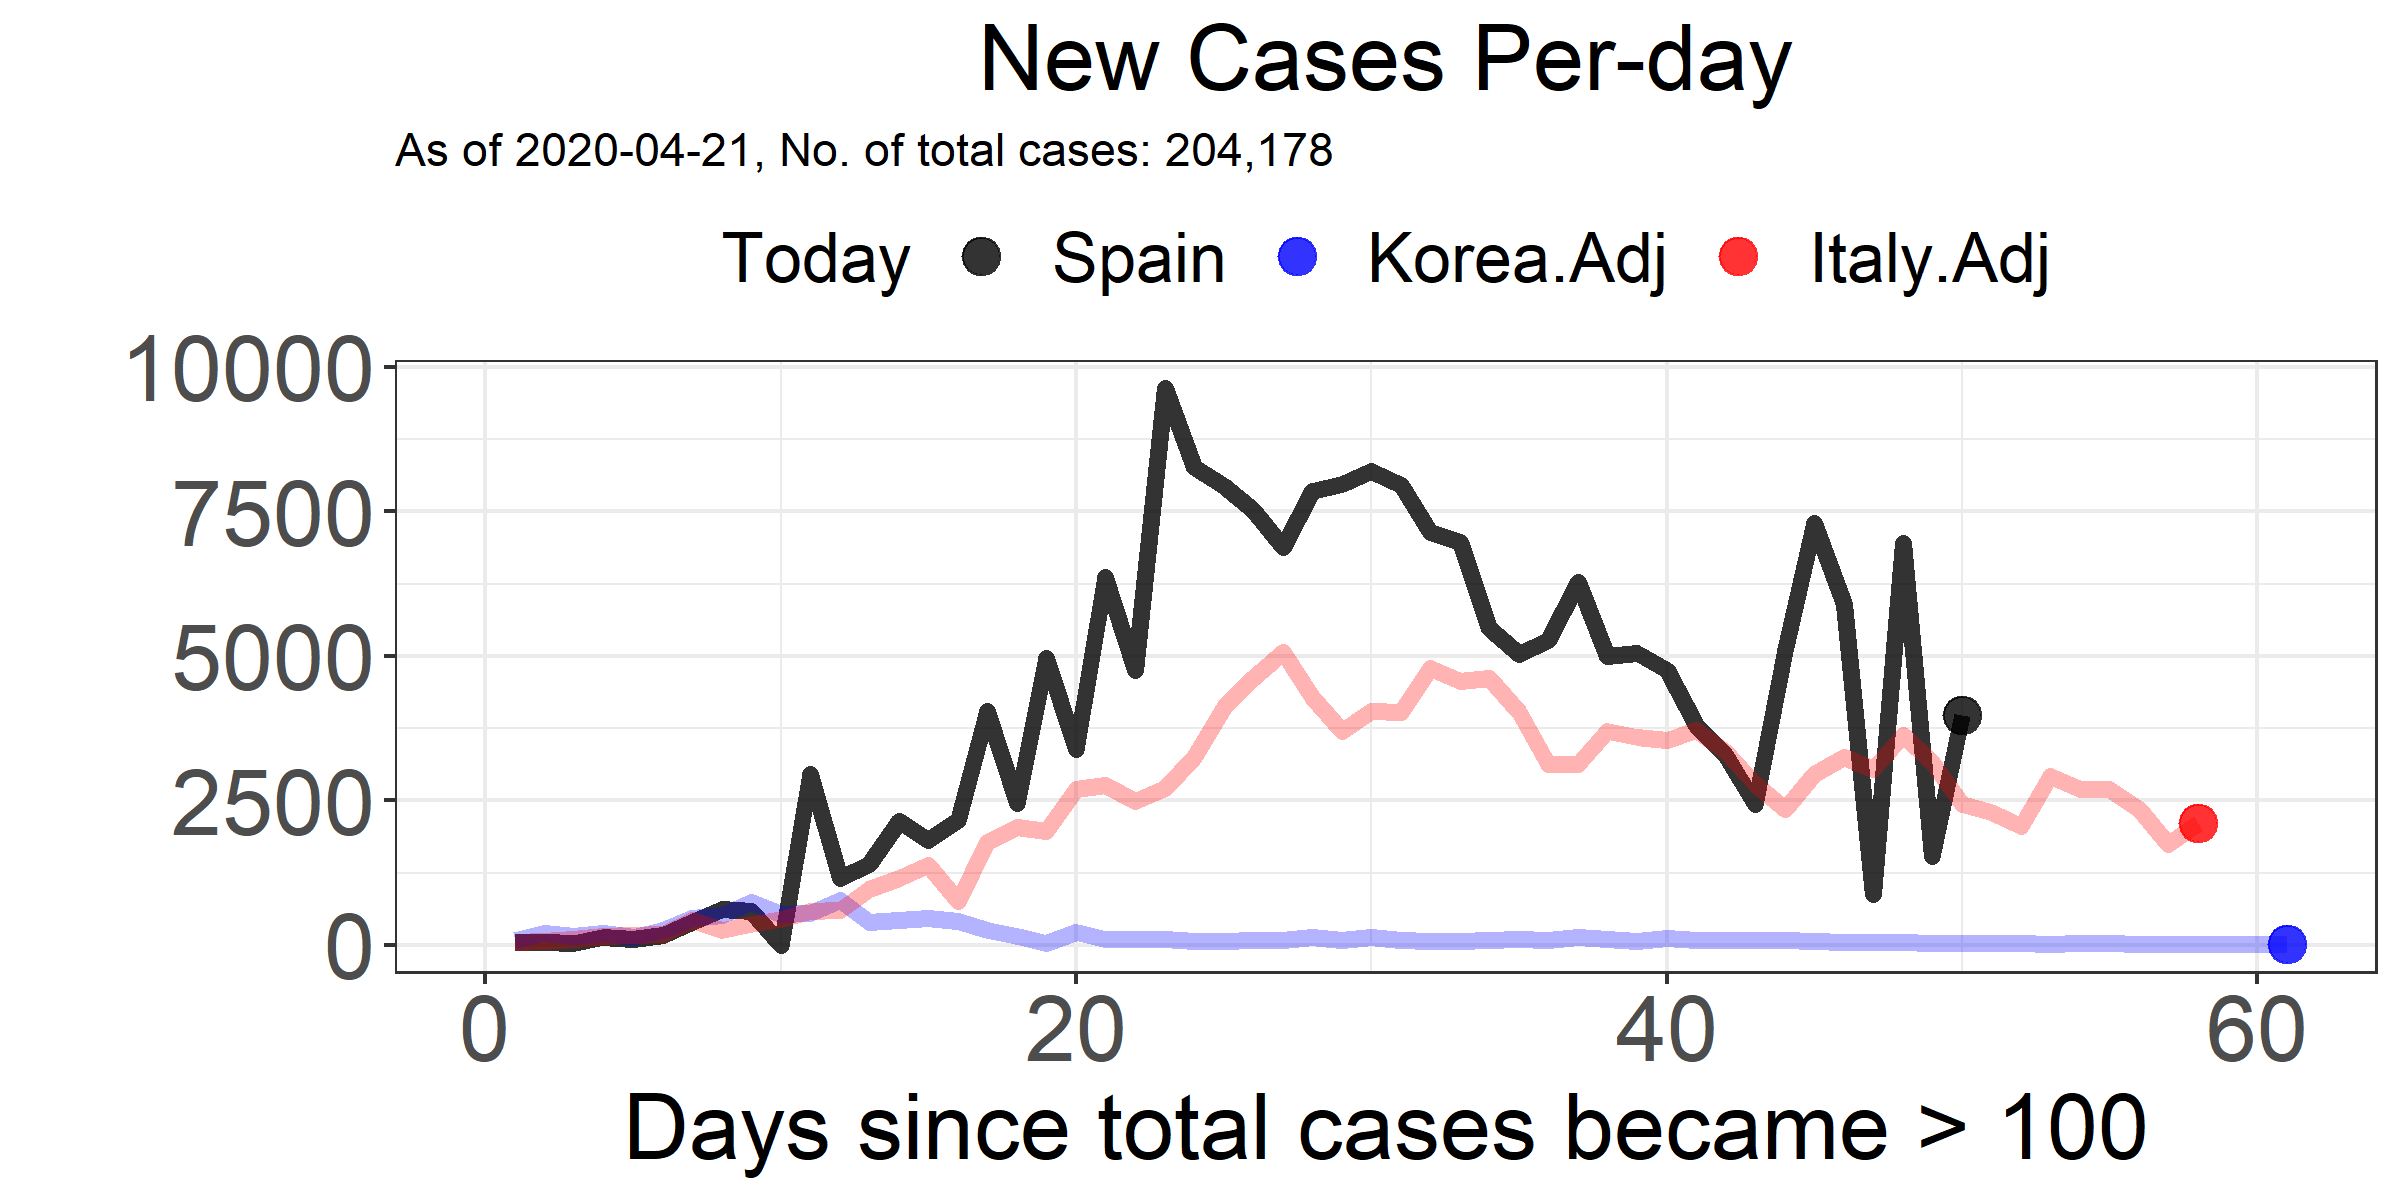 New Cases Per-day
As of 2020-04-21, No. of total cases: 204,178
Today Spain Korea.Adj Italy.Adj
10000
7500
5000
2500
0
0 20 40 60
Days since total cases became > 100